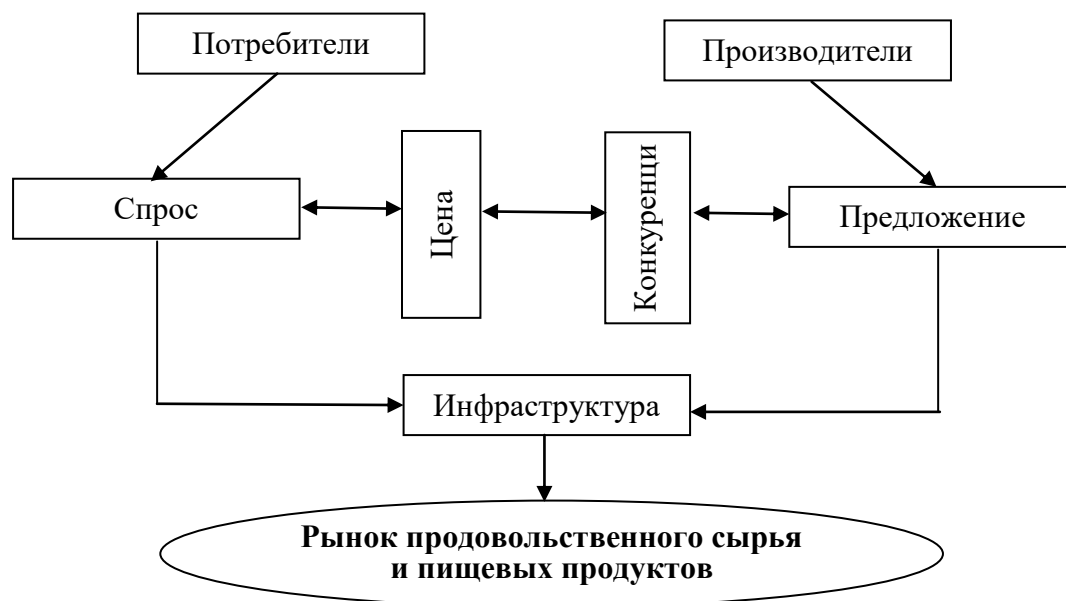 Потребители
Производители
Спрос
Цена
Конкуренци
Предложение
Инфраструктура
Рынок продовольственного сырья
и пищевых продуктов